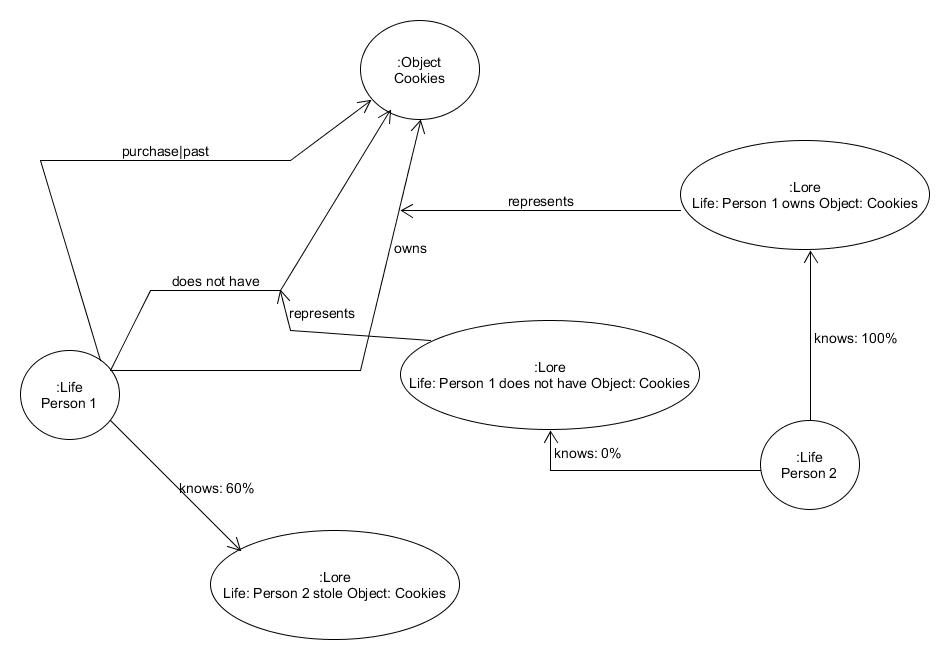 :Object
Cookies
purchase|past
:Lore
Life: Person 1 owns Object: Cookies
represents
owns
does not have
represents
:Lore
Life: Person 1 does not have Object: Cookies
knows: 100%
:Life
Person 1
knows: 0%
:Life
Person 2
knows: 60%
:Lore
Life: Person 2 stole Object: Cookies